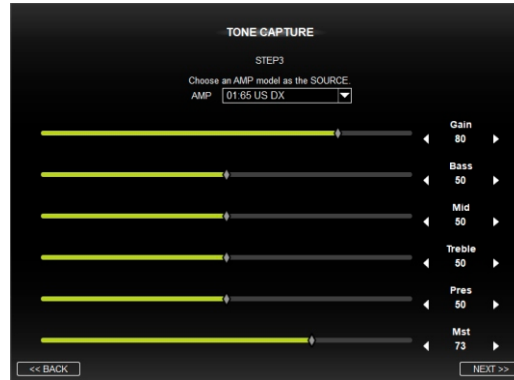 TONE CAPTURE
STEP3
Choose an AMP model as the SOURCE.
AMP 01:65 US DX
Gain
80
Bass
50
Mid
50
Treble
50
Pres
50
Mst
73
<< BACK
NEXT >>